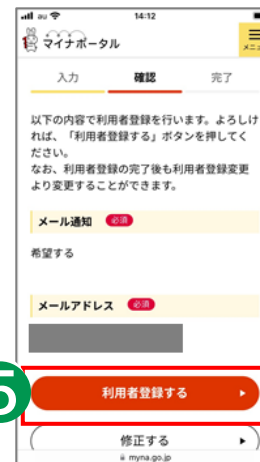 au 14:12
マイナポータル
メニュー
入力 確認 完了
以下の内容で利用者登録を行います。よろしけ
れば、「利用者登録する」ボタンを押してく
ださい。
なお、利用者登録の完了後も利用者登録変更
より変更することができます。
メール通知 必須
希望する
メールアドレス 必須
5
利用者登録する
修正する
myna.go.jp